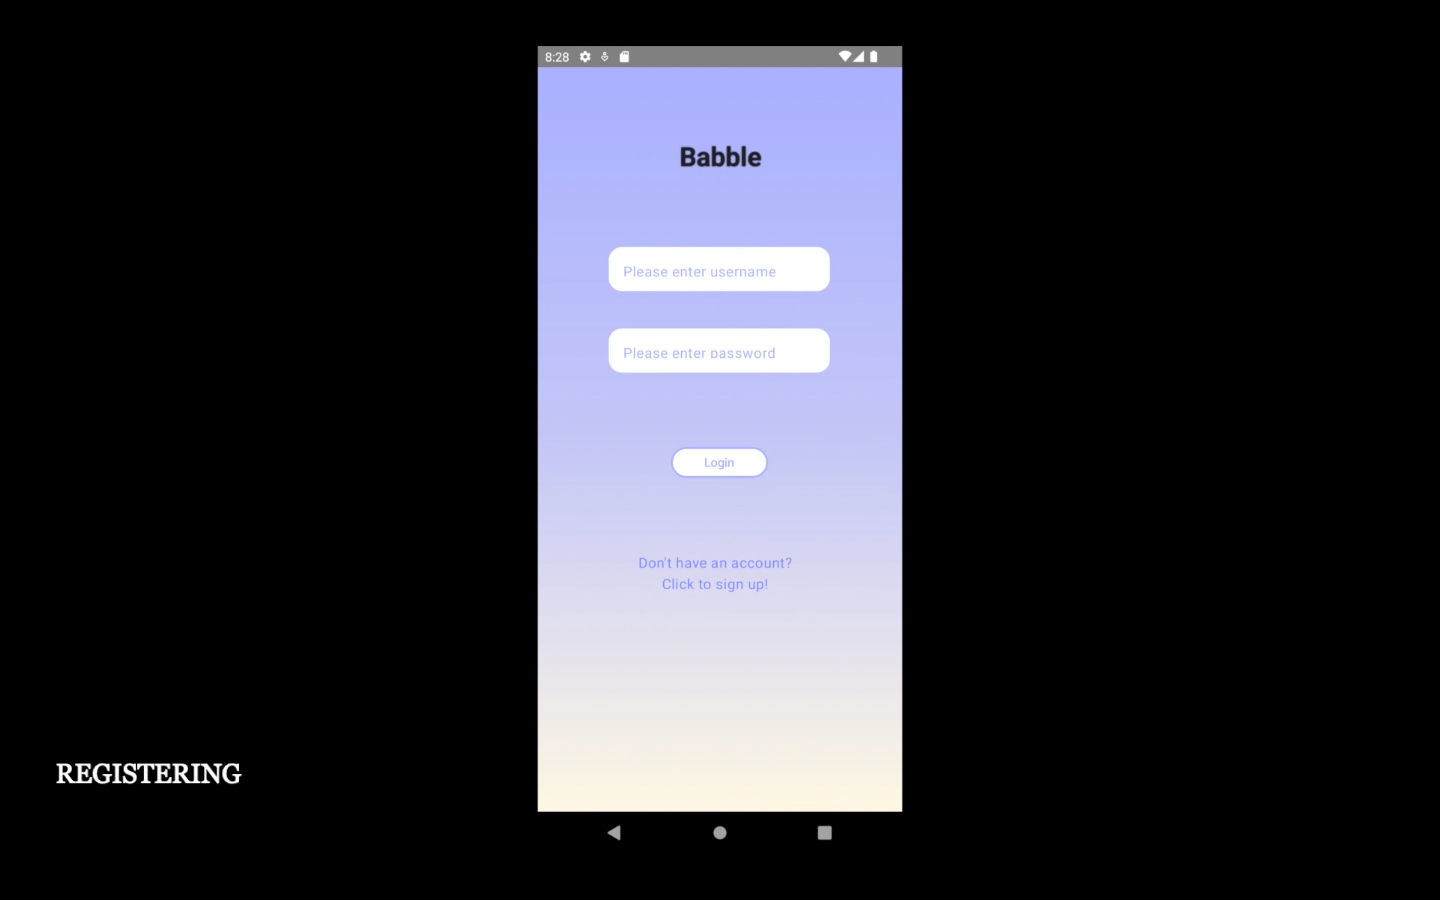 8:28
Babble
Please enter username
Please enter password
Login
Don't have an account?
Click to sign up!
REGISTERING